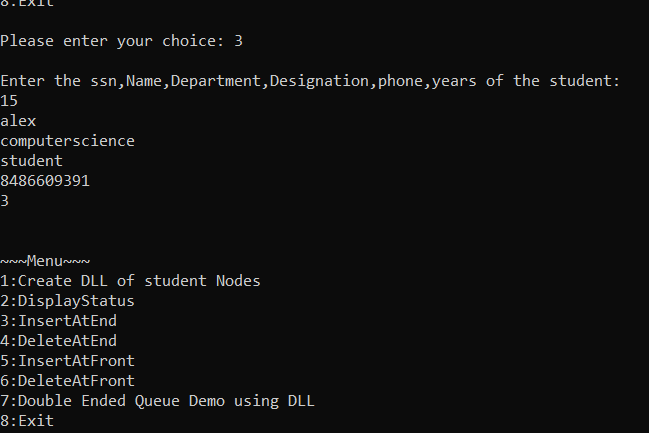 8:Exit
Please enter your choice: 3
Enter the ssn,Name,Department,Designation,phone,years of the student:
15
alex
computerscience
student
8486609391
3
~~~Menu~~~
1:Create DLL of student Nodes
2:DisplayStatus
3:InsertAtEnd
4:DeleteAtEnd
5:InsertAtFront
6:DeleteAtFront
7:Double Ended Queue Demo using DLL
8:Exit